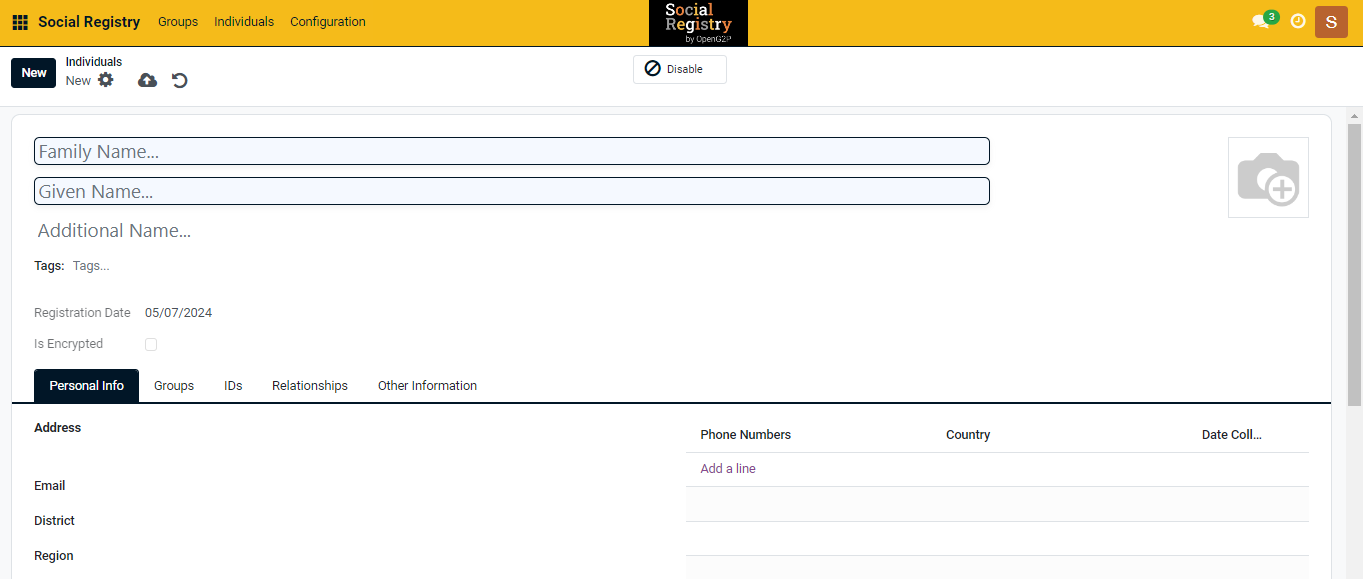 Social Registry Groups Individuals Configuration
Social
Registry
by OpenG2P
3
S
New
Individuals
New
Disable
Family Name...
Given Name...
Additional Name...
Tags: Tags...
Registration Date 05/07/2024
Is Encrypted
Personal Info Groups IDs Relationships Other Information
Address
Phone Numbers Country Date Coll...
Add a line
Email
District
Region